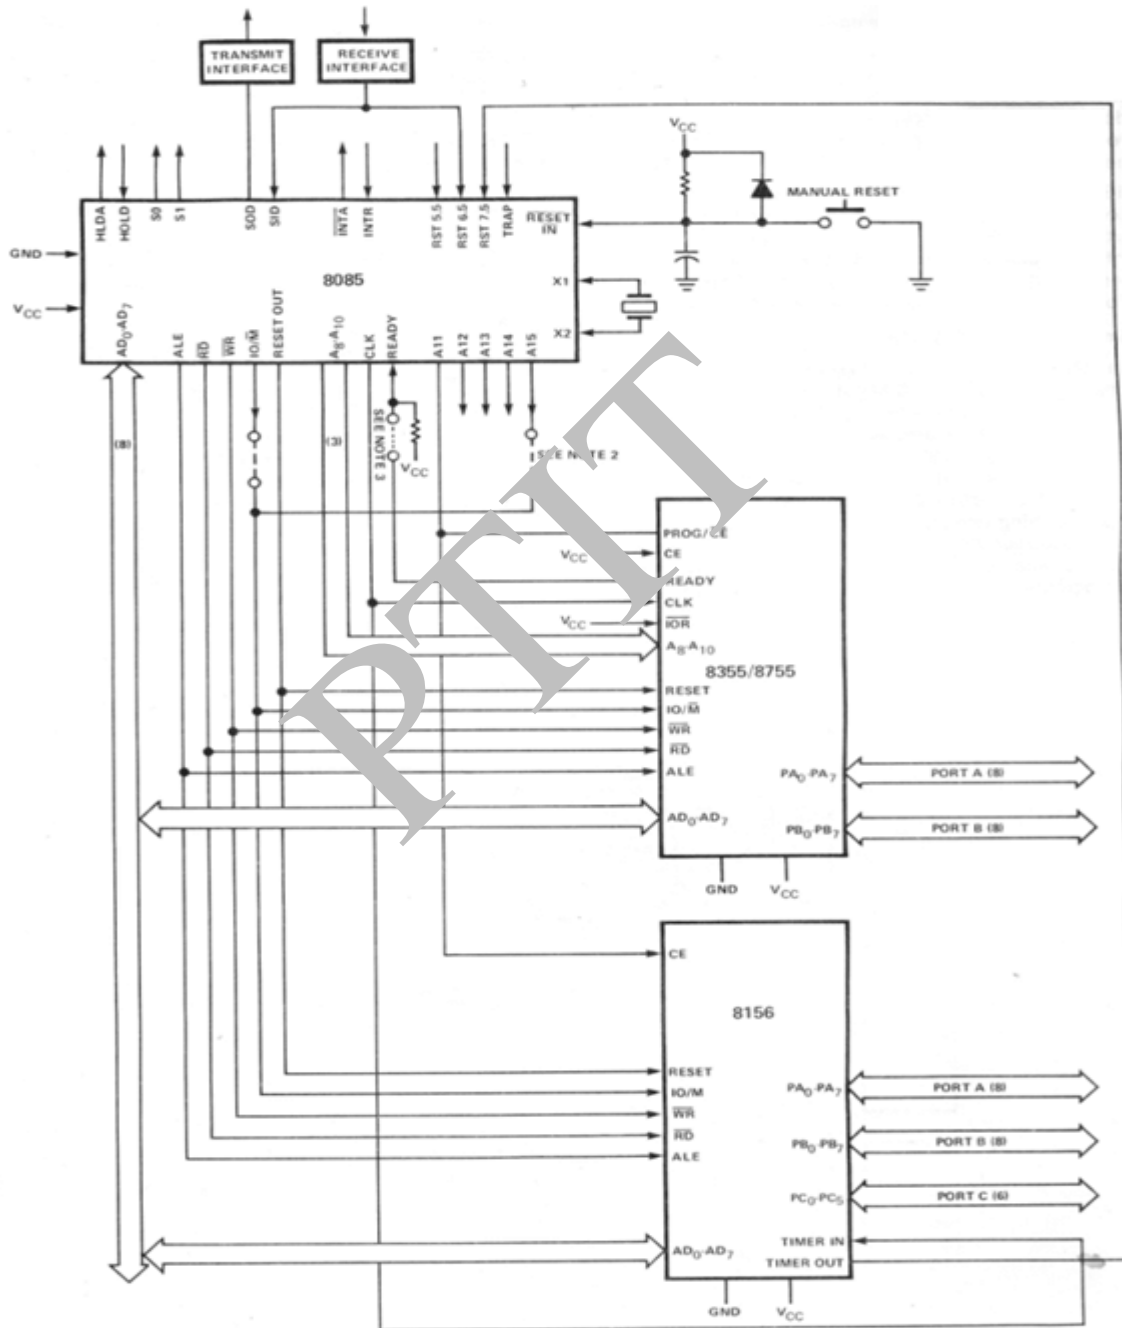 TRANSMIT
INTERFACE
RECEIVE
INTERFACE
HLDA
HOLD
S0
S1
SOD
SID
INTA
INTR
RST 5.5
RST 6.5
RST 7.5
TRAP
RESET
IN
VCC
MANUAL RESET
GND
VCC
8085
X1
X2
AD0-AD7
ALE
RD
WR
IO/M
RESET OUT
A8-A10
CLK
READY
A11
A12
A13
A14
A15
(8)
(3)
SEE NOTE 3
VCC
SEE NOTE 2
PROG/CE
VCC
CE
READY
CLK
VCC
IOR
A8-A10
8355/8755
RESET
IO/M
WR
RD
ALE
PA0-PA7
PORT A (8)
AD0-AD7
PB0-PB7
PORT B (8)
GND
VCC
PTIT
CE
8156
RESET
IO/M
WR
RD
ALE
PA0-PA7
PORT A (8)
PB0-PB7
PORT B (8)
PC0-PC5
PORT C (6)
TIMER IN
AD0-AD7
TIMER OUT
GND
VCC